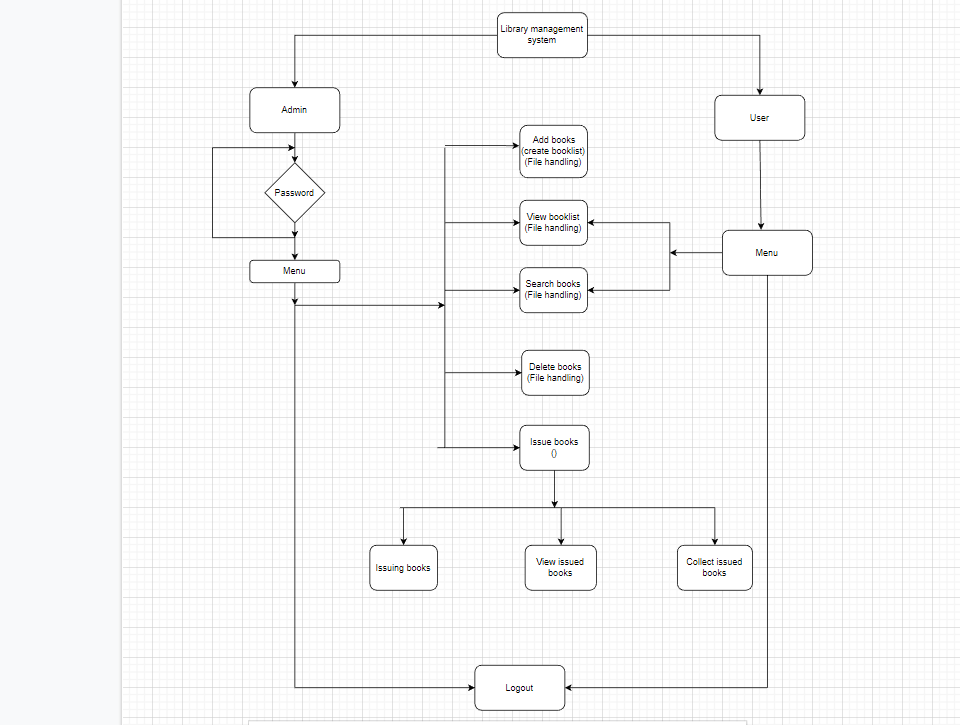 Library management
system
Admin
User
Add books
(create booklist)
(File handling)
Password
View booklist
(File handling)
Menu
Menu
Search books
(File handling)
Delete books
(File handling)
Issue books
()
Issuing books
View issued
books
Collect issued
books
Logout